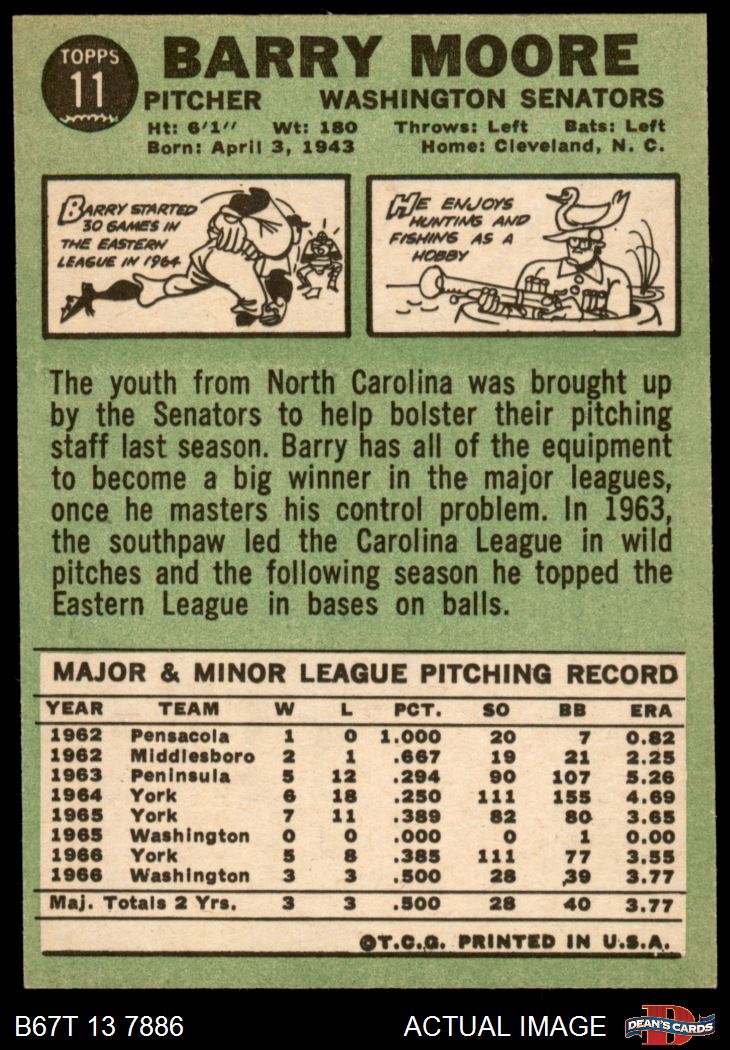 TOPPS
11
BARRY MOORE
PITCHER WASHINGTON SENATORS
Ht: 6'1" Wt: 180 Throws: Left Bats: Left
Born: April 3, 1943 Home: Cleveland, N. C.
BARRY STARTED
30 GAMES IN
THE EASTERN
LEAGUE IN 1964
HE ENJOYS
HUNTING AND
FISHING AS A
HOBBY
The youth from North Carolina was brought up
by the Senators to help bolster their pitching
staff last season. Barry has all of the equipment
to become a big winner in the major leagues,
once he masters his control problem. In 1963,
the southpaw led the Carolina League in wild
pitches and the following season he topped the
Eastern League in bases on balls.
MAJOR & MINOR LEAGUE PITCHING RECORD
YEAR TEAM W L PCT. SO BB ERA
1962 Pensacola 1 0 1.000 20 7 0.82
1962 Middlesboro 2 1 .667 19 21 2.25
1963 Peninsula 5 12 .294 90 107 5.26
1964 York 6 18 .250 111 155 4.69
1965 York 7 11 .389 82 80 3.65
1965 Washington 0 0 .000 0 1 0.00
1966 York 5 8 .385 111 77 3.55
1966 Washington 3 3 .500 28 39 3.77
Maj. Totals 2 Yrs. 3 3 .500 28 40 3.77
©T.C.G. PRINTED IN U.S.A.
B67T 13 7886 ACTUAL IMAGE
DEAN'S CARDS